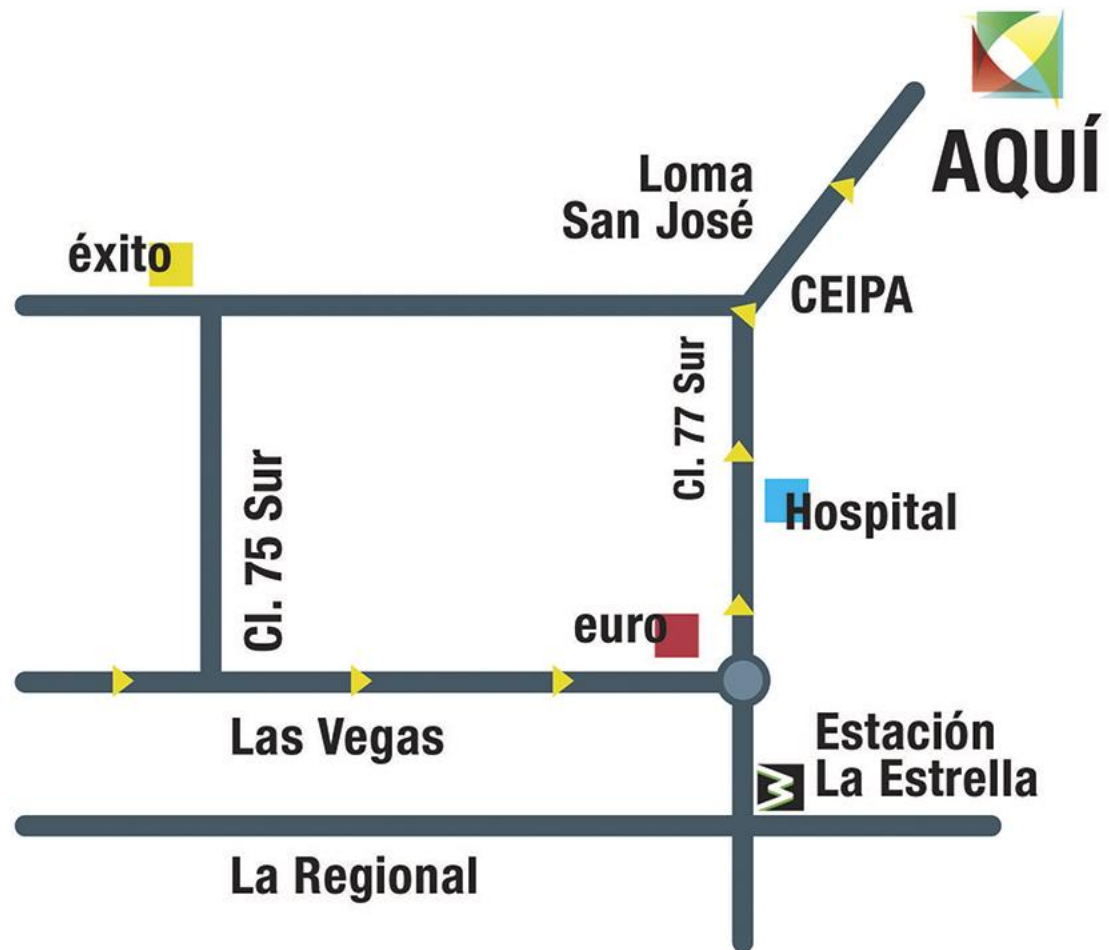 AQUÍ
Loma
San José
éxito
CEIPA
Cl. 77 Sur
Cl. 75 Sur
Hospital
euro
Las Vegas
Estación
La Estrella
La Regional